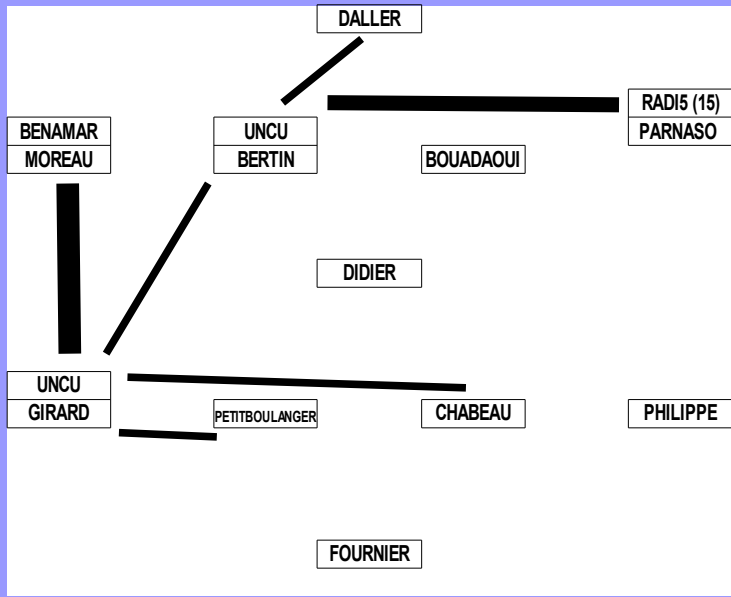 DALLER
RADI5 (15)
PARNASO
BENAMAR
MOREAU
UNCU
BERTIN
BOUADAOUI
DIDIER
UNCU
GIRARD
PETITBOULANGER
CHABEAU
PHILIPPE
FOURNIER